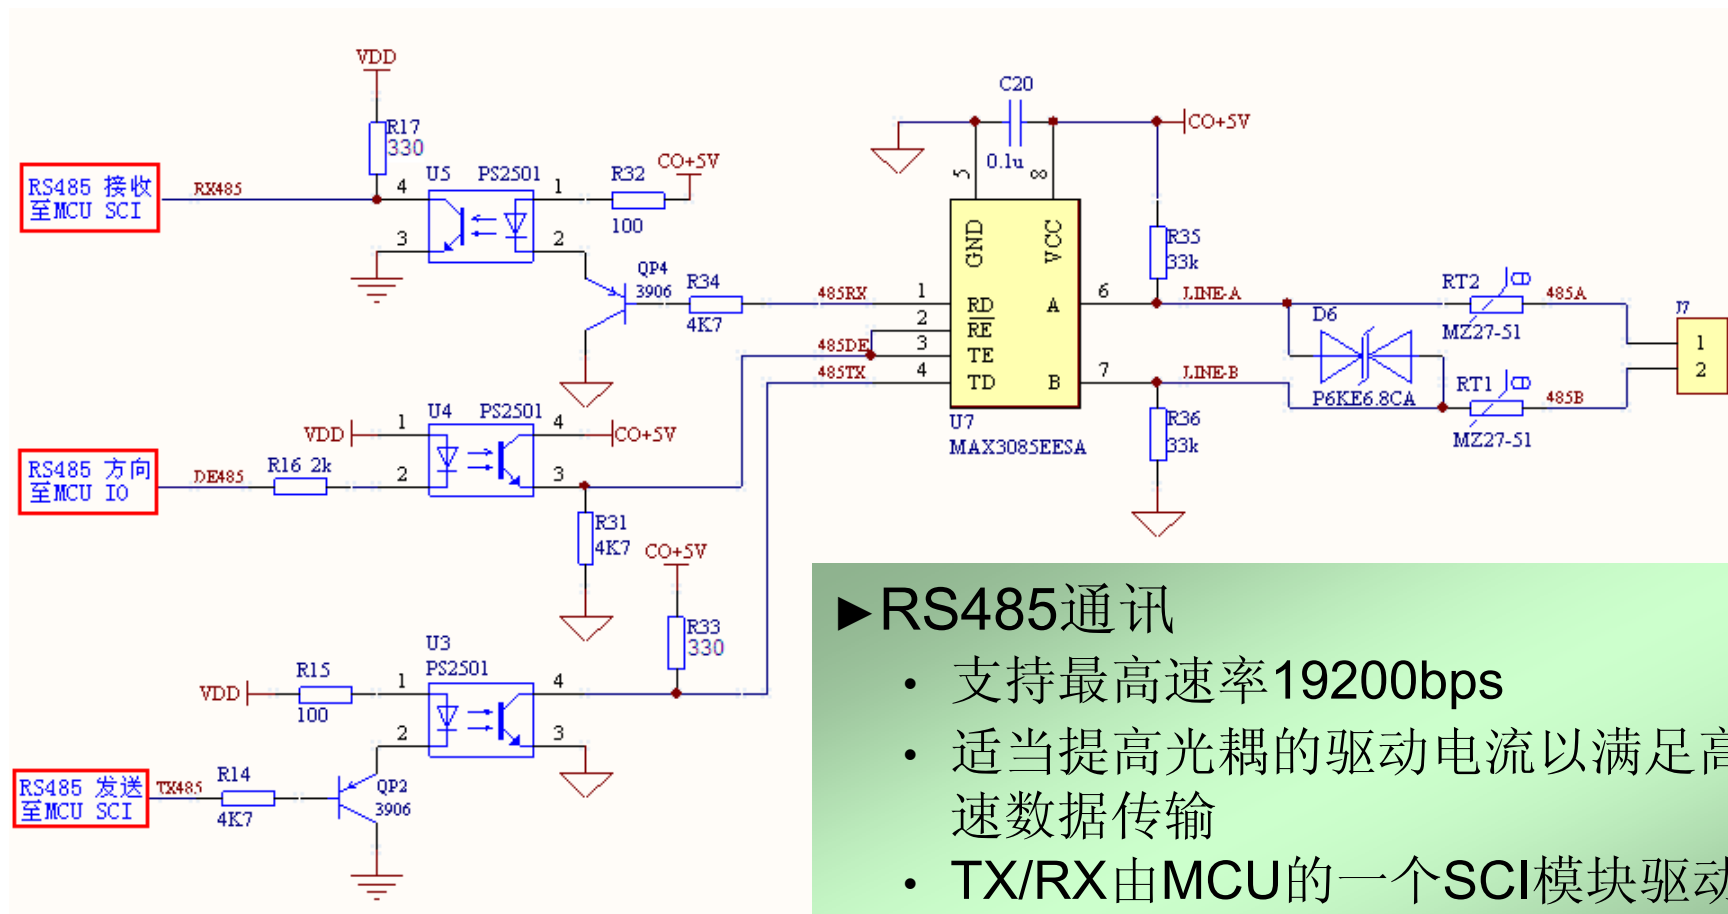 VDD
R17
330
RS485 接收
至MCU SCI
RX485
4
U5
PS2501
1
3
2
R32
100
CO+5V
QP4
3906
R34
4K7
485RX
485DE
485TX
C20
0.1u
CO+5V
5
8
GND
VCC
1
RD
2
RE
3
TE
4
TD
A
6
B
7
U7
MAX3085EESA
R35
33k
LINE-A
LINE-B
R36
33k
D6
P6KE6.8CA
RT2
MZ27-51
485A
RT1
MZ27-51
485B
J7
1
2
U4
PS2501
VDD
1
4
CO+5V
RS485 方向
至MCU IO
DE485
R16 2k
2
3
R31
4K7
CO+5V
R33
330
U3
PS2501
VDD
R15
100
1
4
2
3
RS485 发送
至MCU SCI
TX485
R14
4K7
QP2
3906
►RS485通讯
• 支持最高速率19200bps
• 适当提高光耦的驱动电流以满足高
速数据传输
• TX/RX由MCU的一个SCI模块驱动